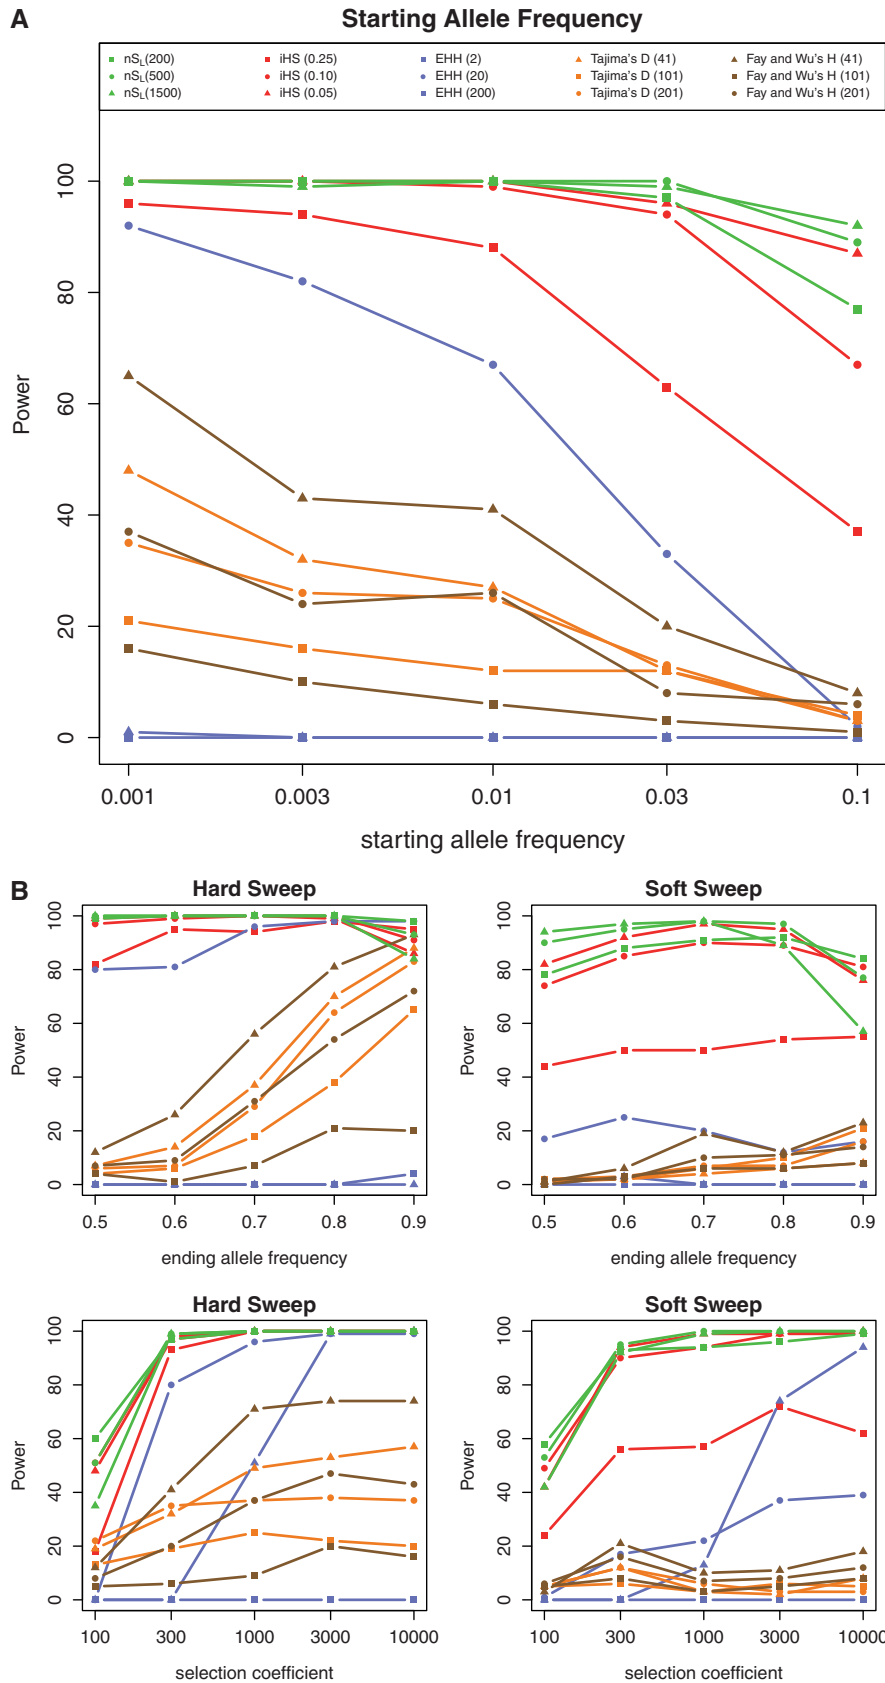 A
Starting Allele Frequency
nSL(200) iHS (0.25) EHH (2) Tajima's D (41) Fay and Wu's H (41)
nSL(500) iHS (0.10) EHH (20) Tajima's D (101) Fay and Wu's H (101)
nSL(1500) iHS (0.05) EHH (200) Tajima's D (201) Fay and Wu's H (201)
Power
100
80
60
40
20
0
0.001 0.003 0.01 0.03 0.1
starting allele frequency
B
Hard Sweep
Power
100
80
60
40
20
0
0.5 0.6 0.7 0.8 0.9
ending allele frequency
Soft Sweep
Power
100
80
60
40
20
0
0.5 0.6 0.7 0.8 0.9
ending allele frequency
Hard Sweep
Power
100
80
60
40
20
0
100 300 1000 3000 10000
selection coefficient
Soft Sweep
Power
100
80
60
40
20
0
100 300 1000 3000 10000
selection coefficient